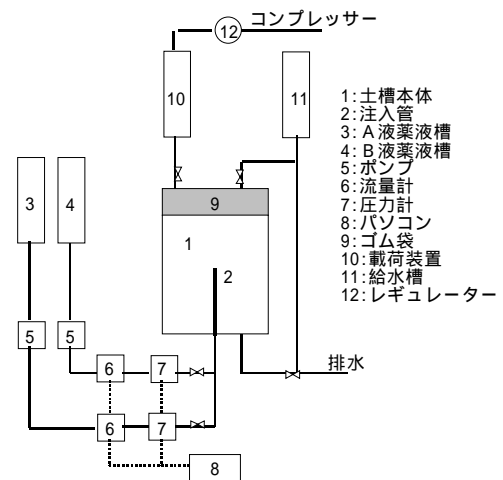 コンプレッサー
12
10
11
1:土槽本体
2:注入管
3:A液薬液槽
4:B液薬液槽
5:ポンプ
6:流量計
7:圧力計
8:パソコン
9:ゴム袋
10:載荷装置
11:給水槽
12:レギュレーター
3
4
9
1
2
5
5
排水
6
7
6
7
8